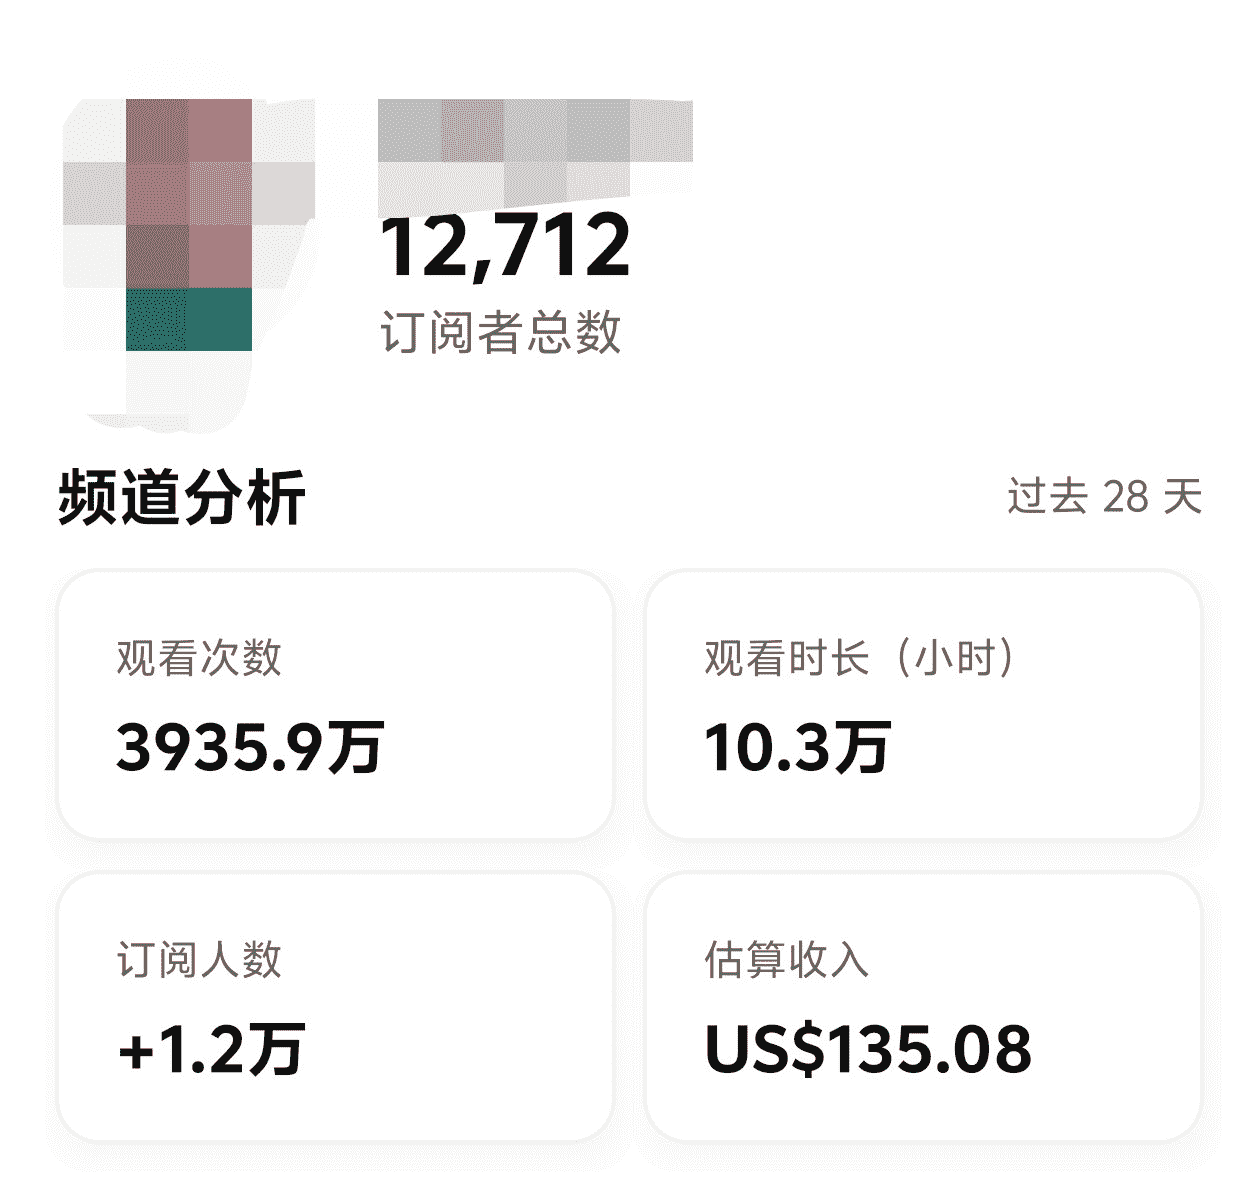 12,712
订阅者总数
频道分析
过去 28 天
观看次数
3935.9万
观看时长（小时）
10.3万
订阅人数
+1.2万
估算收入
US$135.08